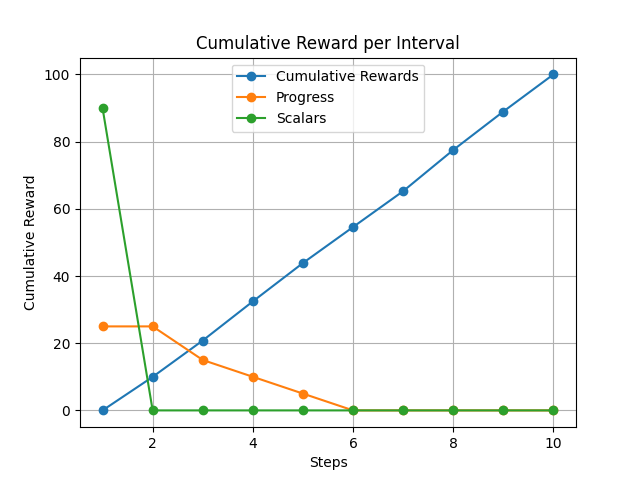 Cumulative Reward per Interval
Cumulative Rewards
Progress
Scalars
Cumulative Reward
100
80
60
40
20
0
2 4 6 8 10
Steps